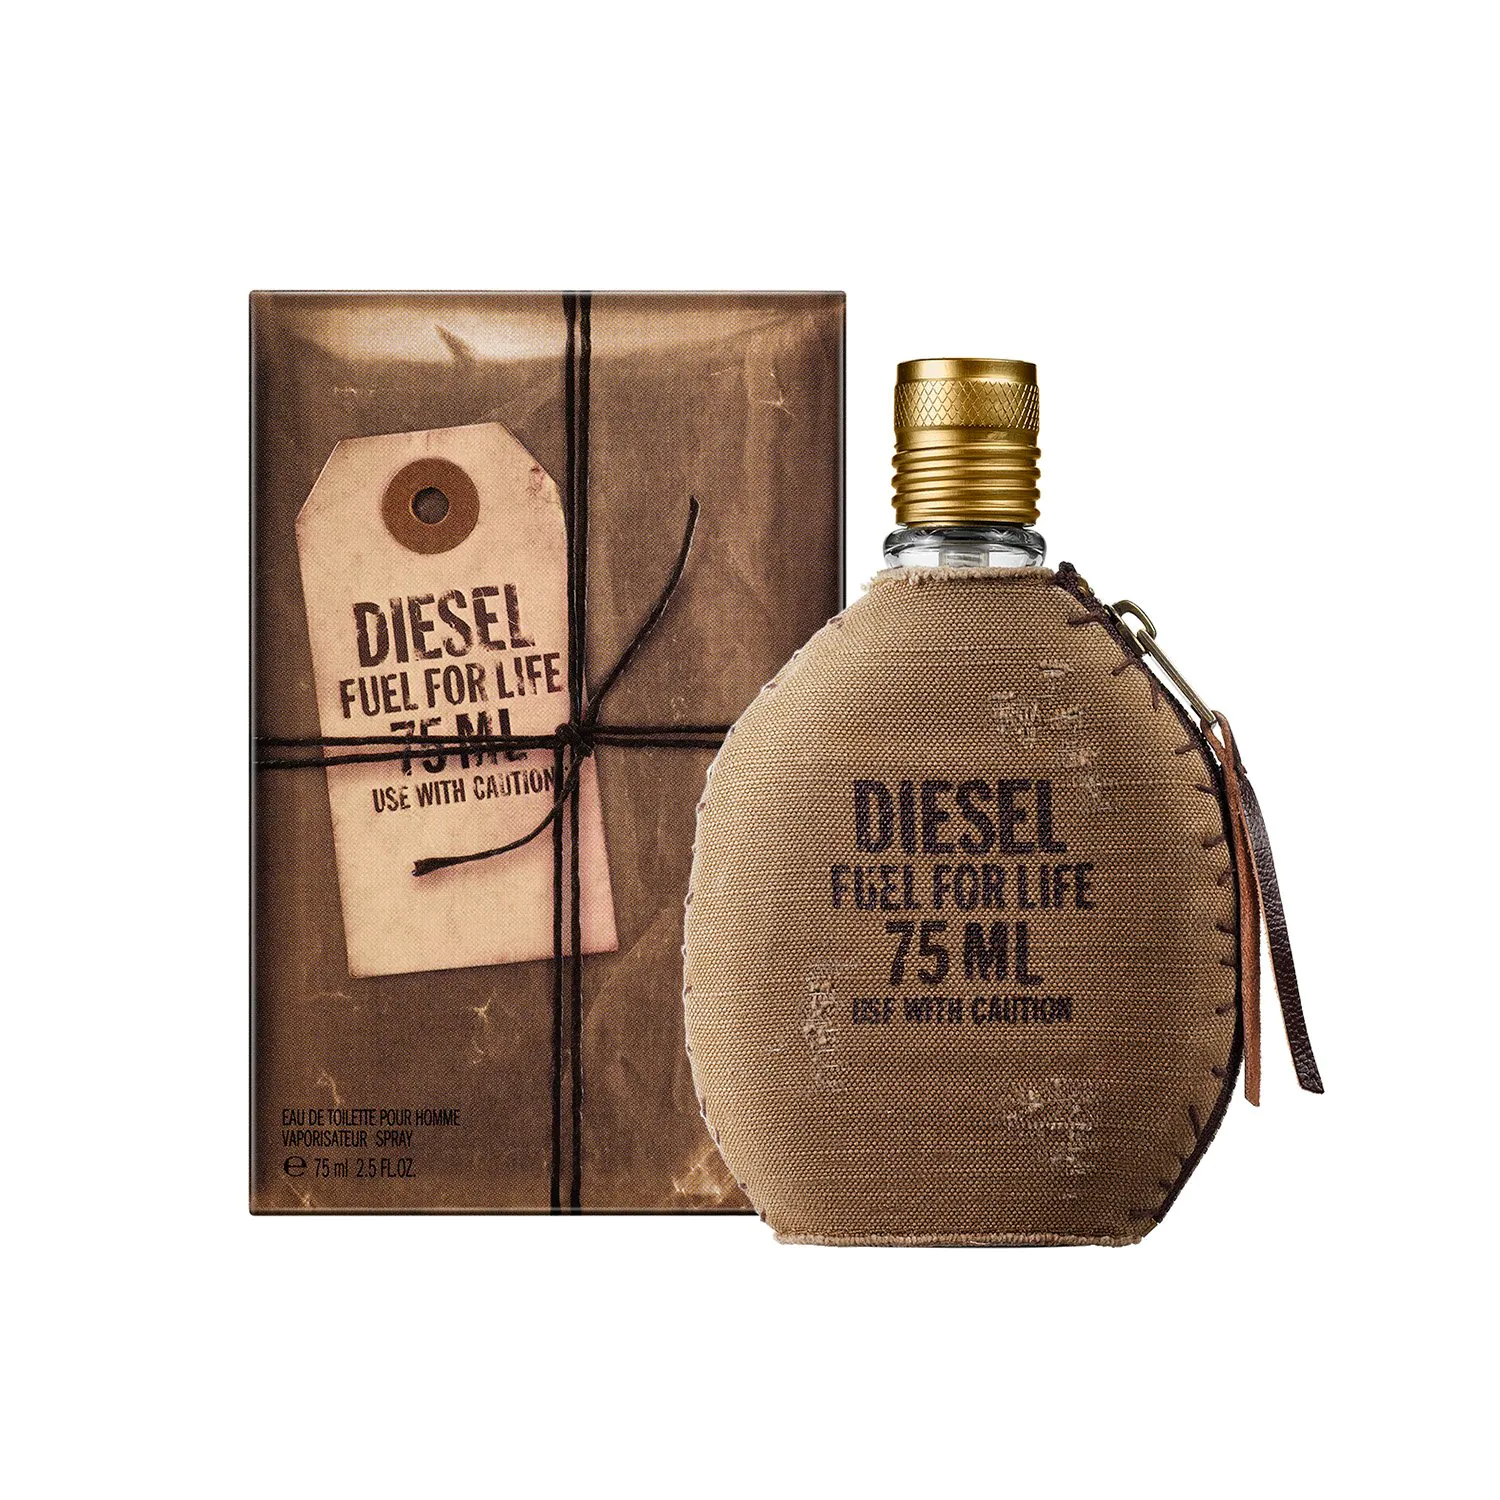 DIESEL
FUEL FOR LIFE
75 ML
USE WITH CAUTION
EAU DE TOILETTE POUR HOMME
VAPORISATEUR SPRAY
℮ 75 ml 2.5 FL.OZ.
DIESEL
FUEL FOR LIFE
75 ML
USE WITH CAUTION